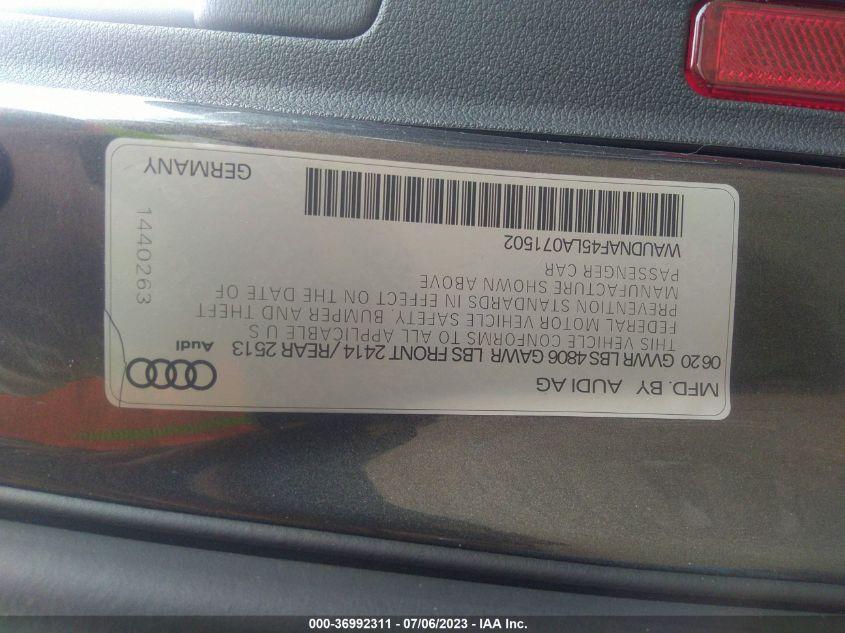 MFD. BY AUDI AG
Audi
06 20 GVWR LBS 4806 GAWR LBS FRONT 2414 / REAR 2513
THIS VEHICLE CONFORMS TO ALL APPLICABLE U.S.
FEDERAL MOTOR VEHICLE SAFETY, BUMPER AND THEFT
PREVENTION STANDARDS IN EFFECT ON THE DATE OF
MANUFACTURE SHOWN ABOVE
PASSENGER CAR
WAUDNAF45LA071502
1440263
GERMANY
000-36992311 - 07/06/2023 - IAA Inc.